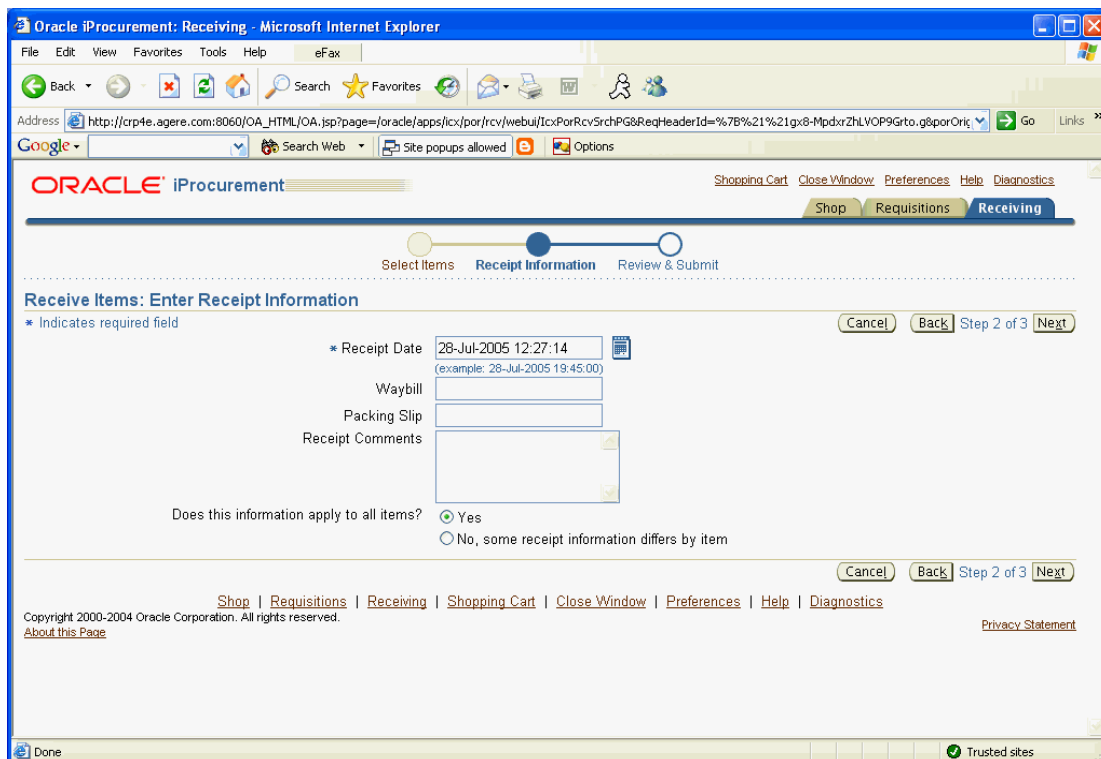 Oracle iProcurement: Receiving - Microsoft Internet Explorer
File Edit View Favorites Tools Help eFax
Back Search Favorites
Address http://crp4e.agere.com:8060/OA_HTML/OA.jsp?page=/oracle/apps/icx/por/rcv/webui/IcxPorRcvSrchPG&ReqHeaderId=%7B%21%21gx8-MpdxrZhLVOP9Grto.g&porOrig Go Links »
Google Search Web Site popups allowed Options
ORACLE iProcurement
Shopping Cart Close Window Preferences Help Diagnostics
Shop Requisitions Receiving
Select Items Receipt Information Review & Submit
Receive Items: Enter Receipt Information
* Indicates required field
Cancel Back Step 2 of 3 Next
* Receipt Date 28-Jul-2005 12:27:14
(example: 28-Jul-2005 19:45:00)
Waybill
Packing Slip
Receipt Comments
Does this information apply to all items? Yes
No, some receipt information differs by item
Cancel Back Step 2 of 3 Next
Shop | Requisitions | Receiving | Shopping Cart | Close Window | Preferences | Help | Diagnostics
Copyright 2000-2004 Oracle Corporation. All rights reserved.
About this Page
Privacy Statement
Done Trusted sites